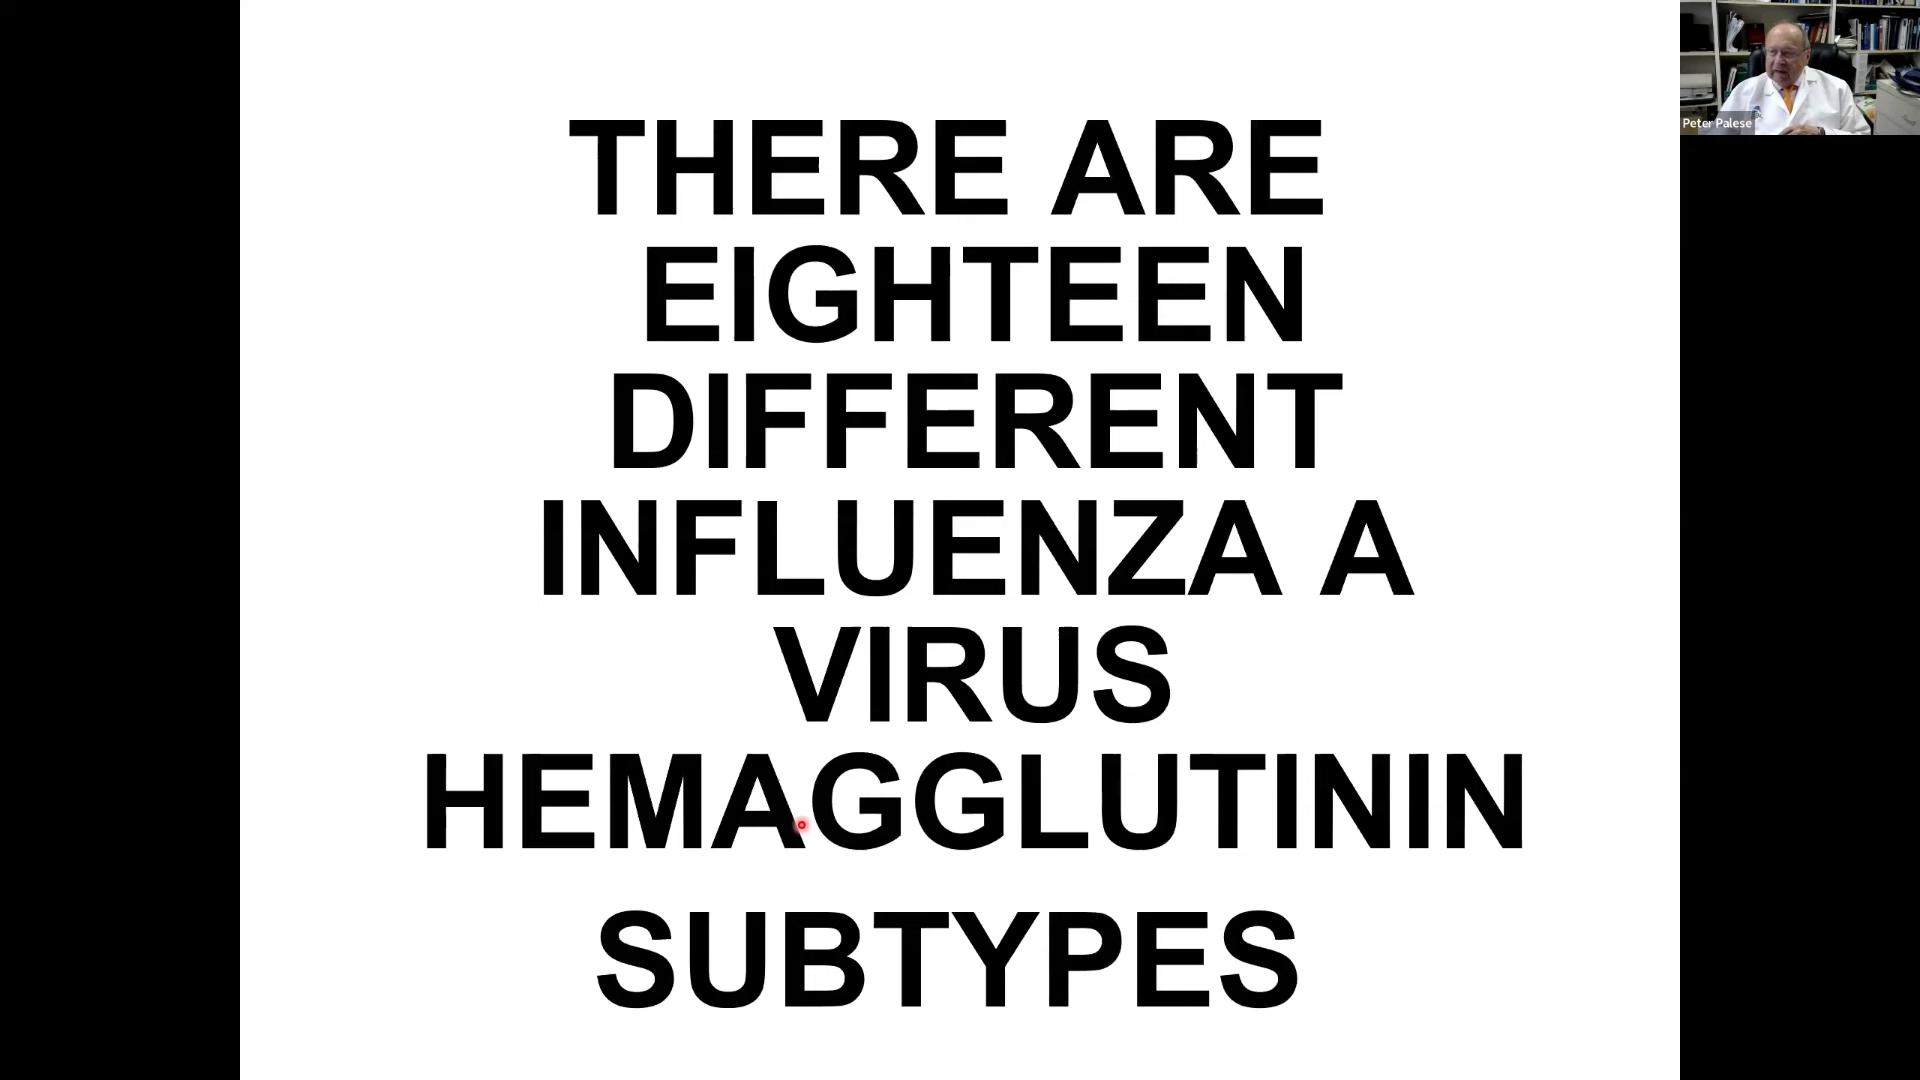 THERE ARE
EIGHTEEN
DIFFERENT
INFLUENZA A
VIRUS
HEMAGGLUTININ
SUBTYPES
Peter Palese